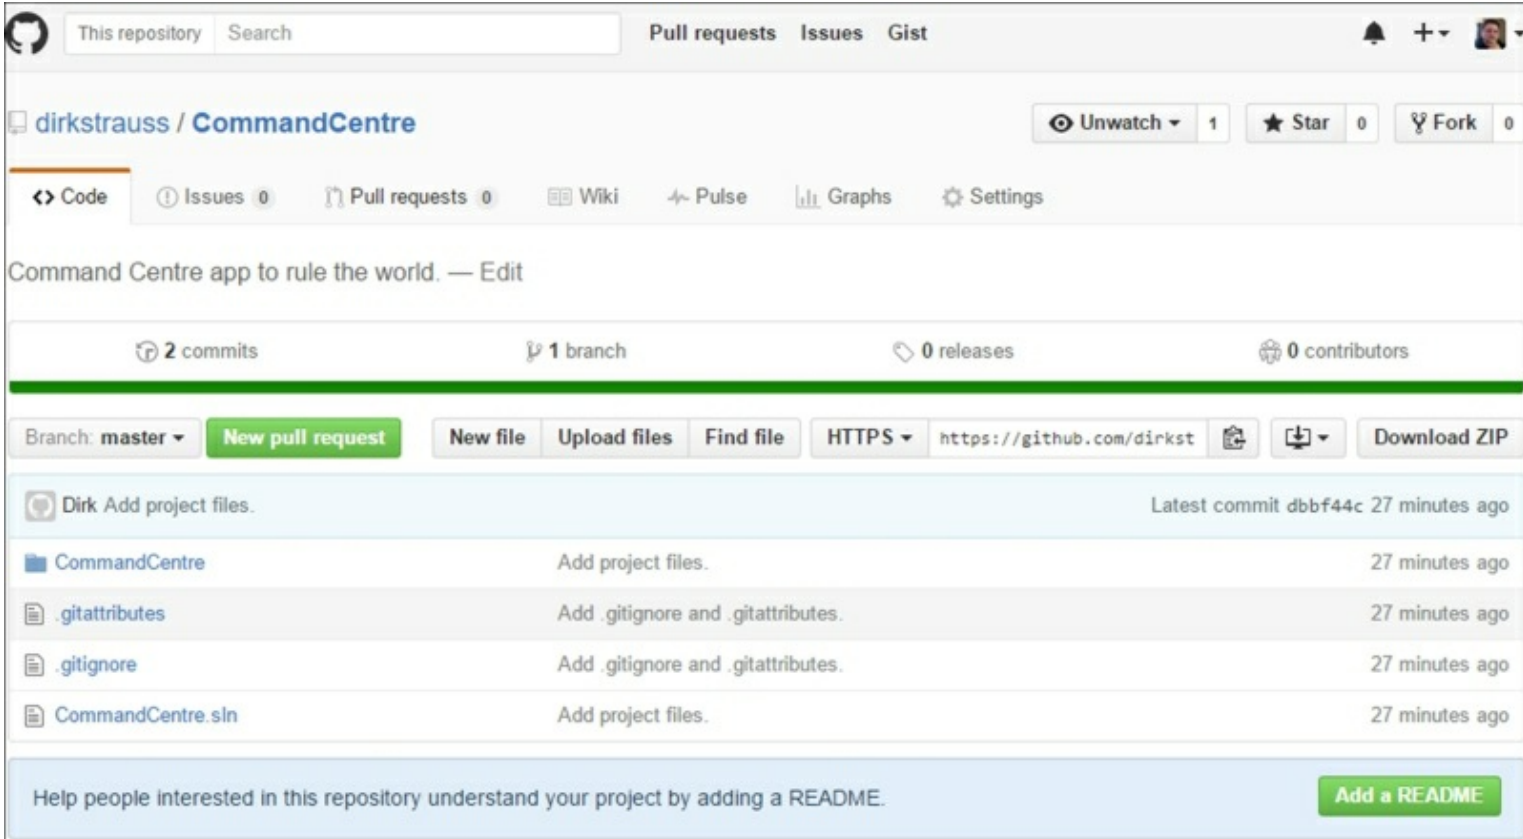 This repository Search Pull requests Issues Gist
dirkstrauss / CommandCentre Unwatch 1 Star 0 Fork 0
Code Issues 0 Pull requests 0 Wiki Pulse Graphs Settings
Command Centre app to rule the world. — Edit
2 commits 1 branch 0 releases 0 contributors
Branch: master New pull request New file Upload files Find file HTTPS https://github.com/dirkst Download ZIP
Dirk Add project files. Latest commit dbbf44c 27 minutes ago
CommandCentre Add project files. 27 minutes ago
.gitattributes Add .gitignore and .gitattributes. 27 minutes ago
.gitignore Add .gitignore and .gitattributes. 27 minutes ago
CommandCentre.sln Add project files. 27 minutes ago
Help people interested in this repository understand your project by adding a README. Add a README